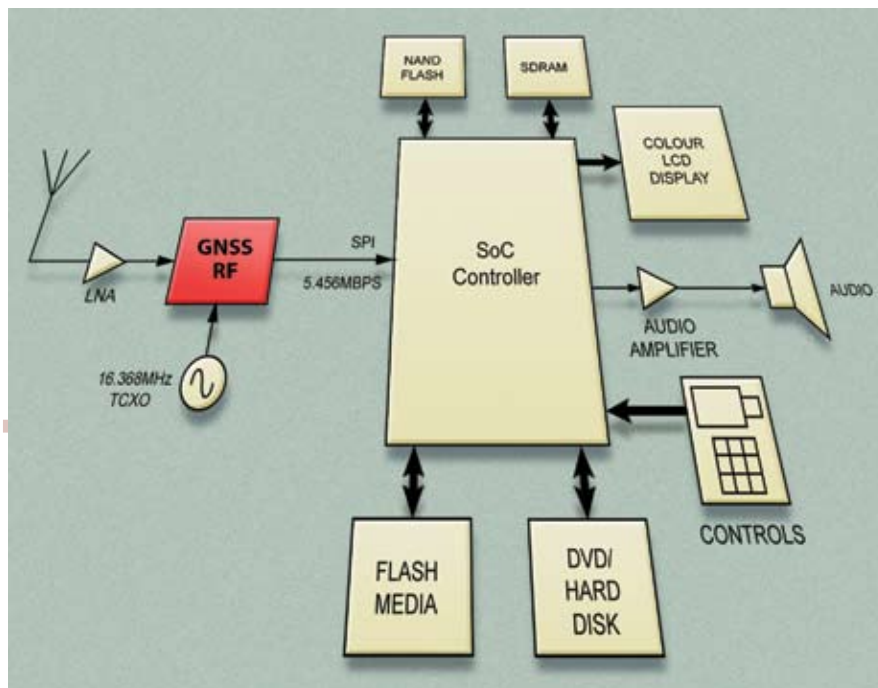 NAND
FLASH
SDRAM
COLOUR
LCD
DISPLAY
GNSS
RF
SPI
5.456MBPS
SoC
Controller
LNA
AUDIO
AUDIO
AMPLIFIER
16.368MHz
TCXO
CONTROLS
FLASH
MEDIA
DVD/
HARD
DISK